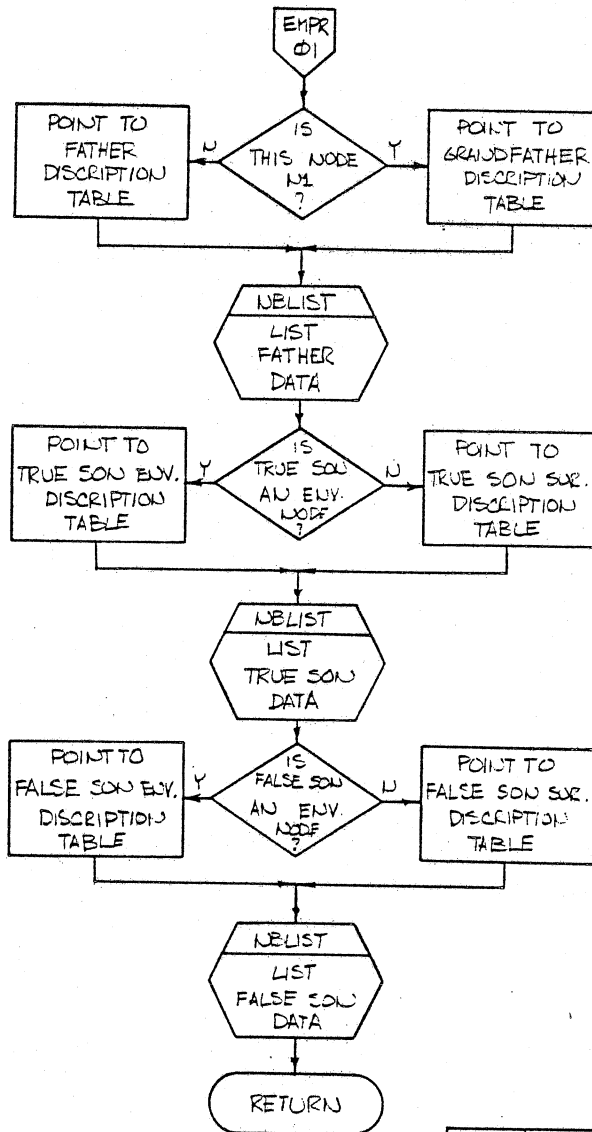 EMPR
Ø1
IS
THIS NODE
N1
?
N
Y
POINT TO
FATHER
DISCRIPTION
TABLE
POINT TO
GRANDFATHER
DISCRIPTION
TABLE
NBLIST
LIST
FATHER
DATA
IS
TRUE SON
AN ENV.
NODE
?
Y
N
POINT TO
TRUE SON ENV.
DISCRIPTION
TABLE
POINT TO
TRUE SON SUR.
DISCRIPTION
TABLE
NBLIST
LIST
TRUE SON
DATA
IS
FALSE SON
AN ENV.
NODE
?
Y
N
POINT TO
FALSE SON ENV.
DISCRIPTION
TABLE
POINT TO
FALSE SON SUR.
DISCRIPTION
TABLE
NBLIST
LIST
FALSE SON
DATA
RETURN